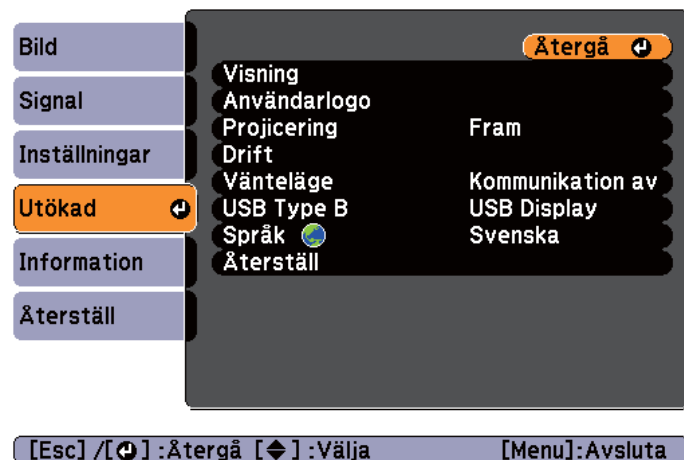 Bild
Signal
Inställningar
Utökad
Information
Återställ
Återgå
Visning
Användarlogo
Projicering Fram
Drift
Vänteläge Kommunikation av
USB Type B USB Display
Språk Svenska
Återställ
[Esc] /[ ] :Återgå [ ] :Välja [Menu]:Avsluta